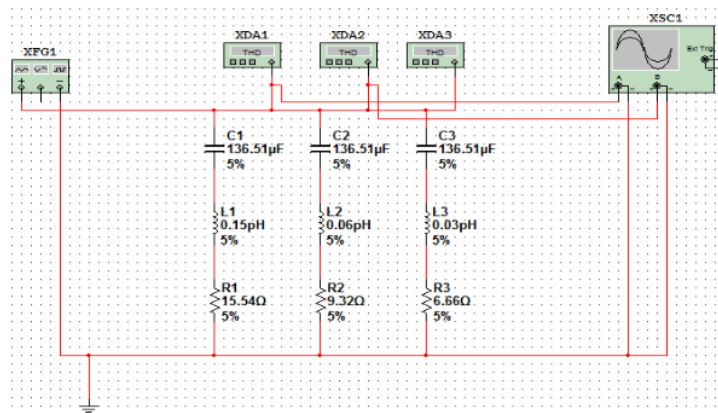 XFG1
XDA1
XDA2
XDA3
XSC1
THD
THD
THD
Ext Trig
A
B
C1
136.51µF
5%
C2
136.51µF
5%
C3
136.51µF
5%
L1
0.15pH
5%
L2
0.06pH
5%
L3
0.03pH
5%
R1
15.54Ω
5%
R2
9.32Ω
5%
R3
6.66Ω
5%